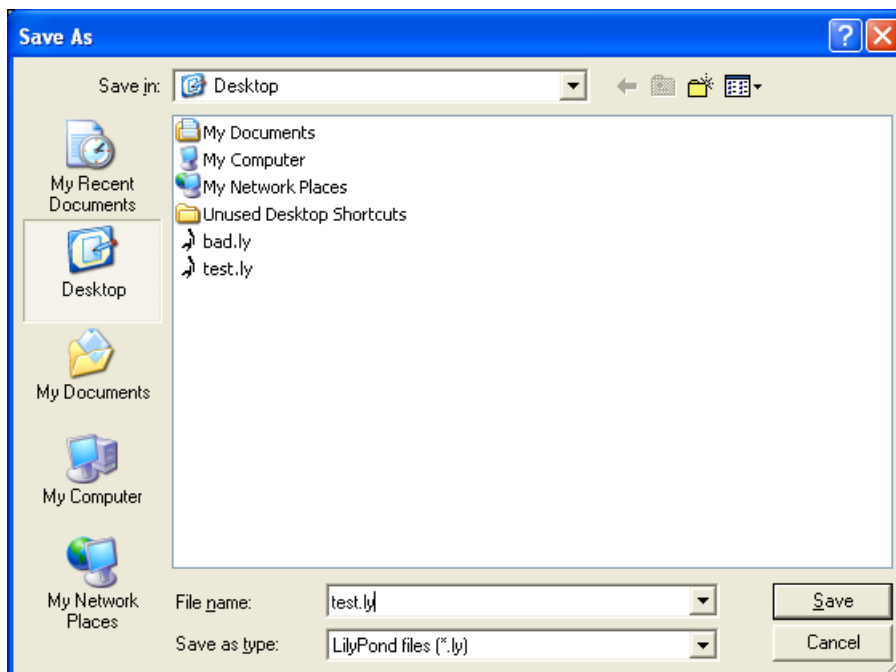 Save As
Save in: Desktop
My Documents
My Computer
My Network Places
Unused Desktop Shortcuts
bad.ly
test.ly
My Recent
Documents
Desktop
My Documents
My Computer
My Network
Places
File name: test.ly Save
Save as type: LilyPond files (*.ly) Cancel